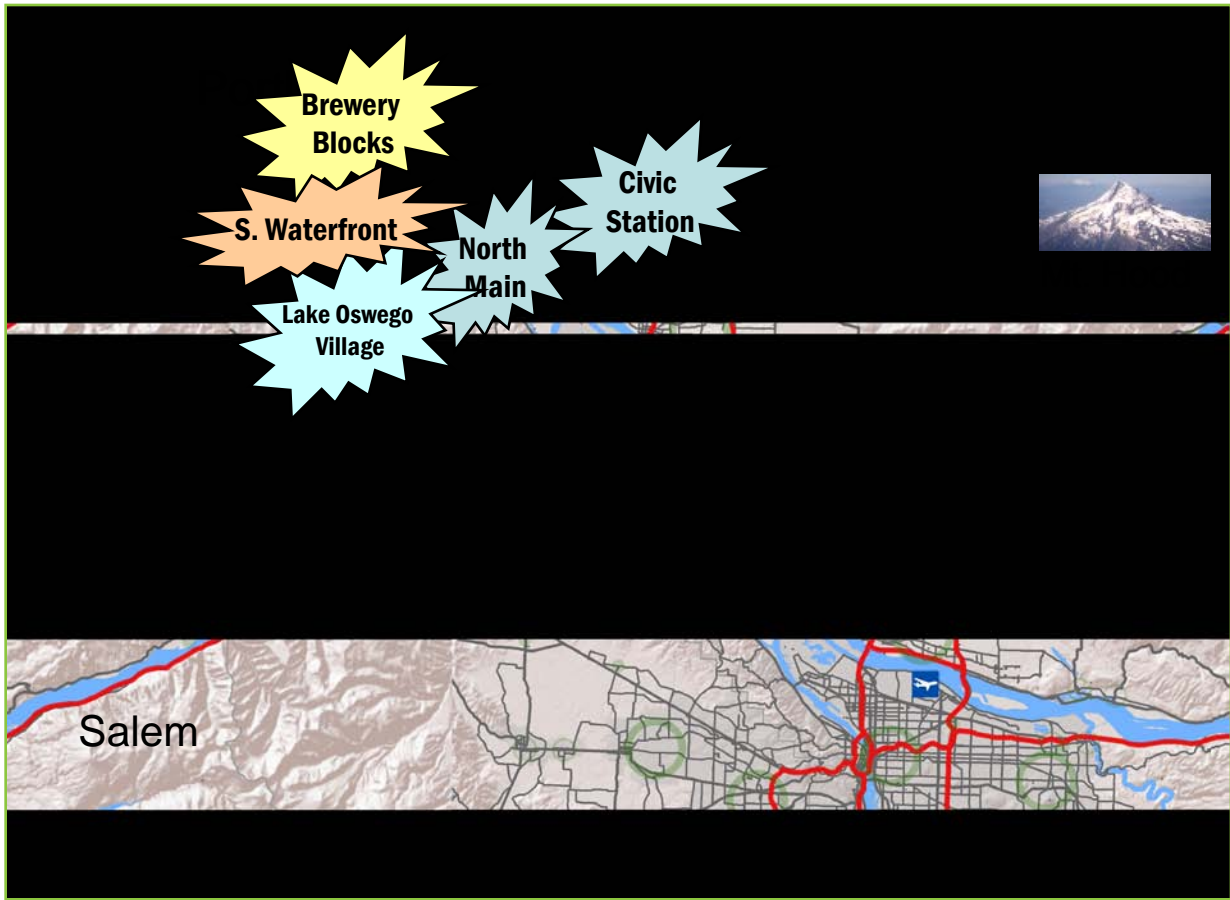 Brewery
Blocks
Civic
Station
S. Waterfront
North
Main
Lake Oswego
Village
Salem